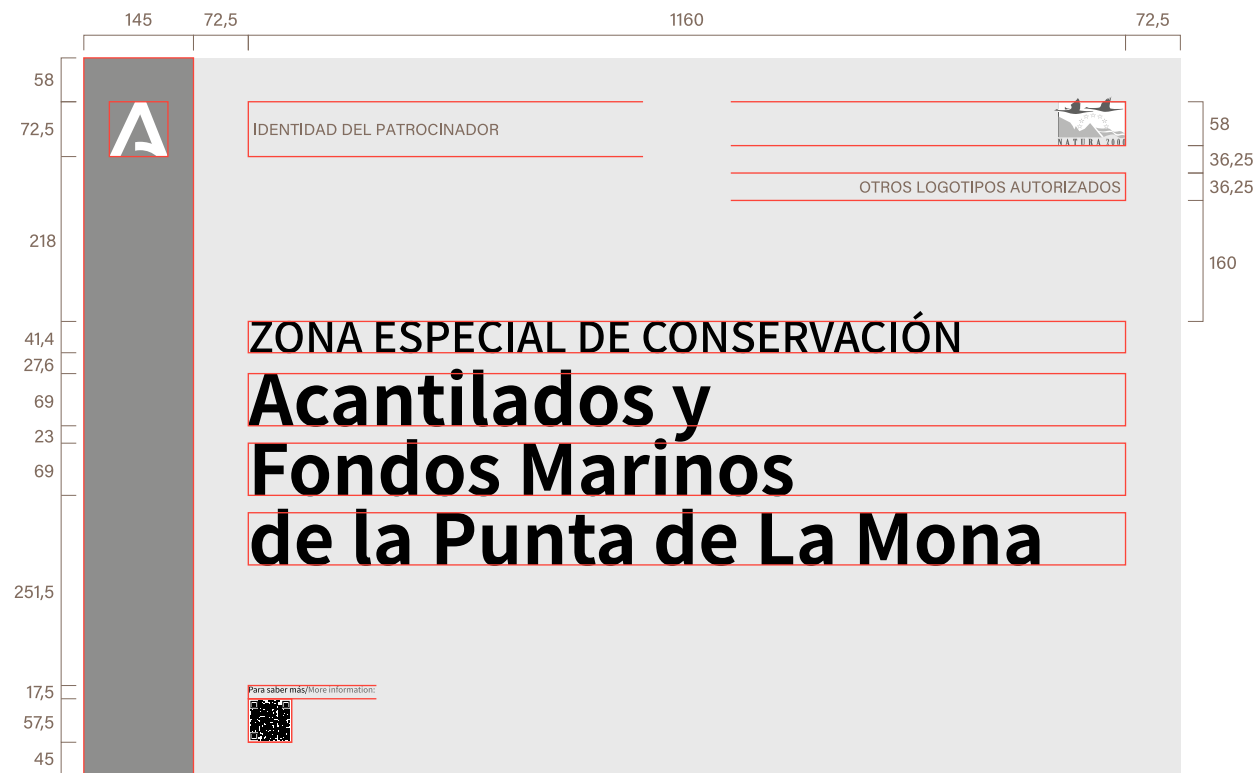 145 72,5 1160 72,5
58
72,5
218
41,4
27,6
69
23
69
251,5
17,5
57,5
45
IDENTIDAD DEL PATROCINADOR
NATURA 2000
OTROS LOGOTIPOS AUTORIZADOS
58
36,25
36,25
160
ZONA ESPECIAL DE CONSERVACIÓN
Acantilados y
Fondos Marinos
de la Punta de La Mona
Para saber más/More information: